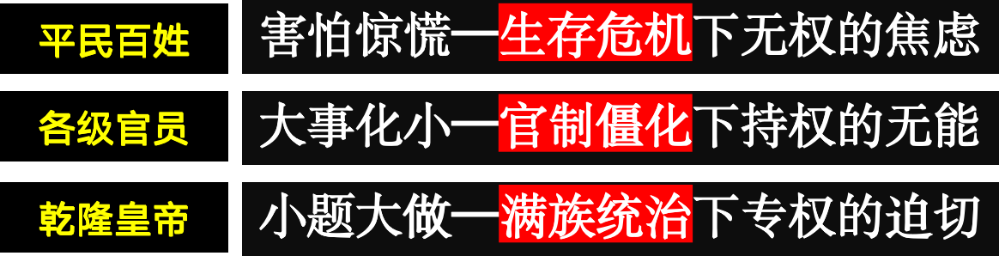 平民百姓 害怕惊慌—生存危机下无权的焦虑
各级官员 大事化小—官制僵化下持权的无能
乾隆皇帝 小题大做—满族统治下专权的迫切